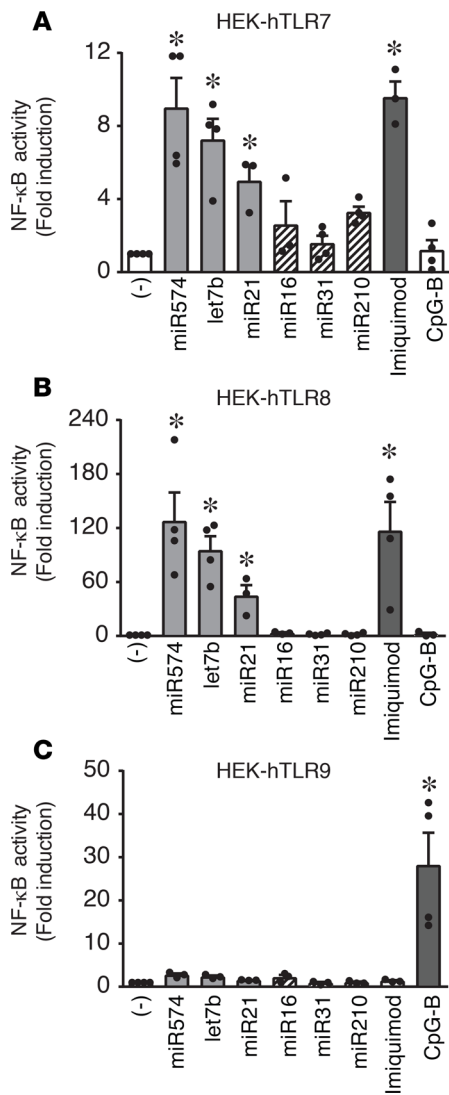 A
HEK-hTLR7
NF-κB activity
(Fold induction)
12
8
4
0
*
*
*
*
(-)
miR574
let7b
miR21
miR16
miR31
miR210
Imiquimod
CpG-B
B
HEK-hTLR8
NF-κB activity
(Fold induction)
240
180
120
60
0
*
*
*
*
(-)
miR574
let7b
miR21
miR16
miR31
miR210
Imiquimod
CpG-B
C
HEK-hTLR9
NF-κB activity
(Fold induction)
50
40
30
20
10
0
*
(-)
miR574
let7b
miR21
miR16
miR31
miR210
Imiquimod
CpG-B